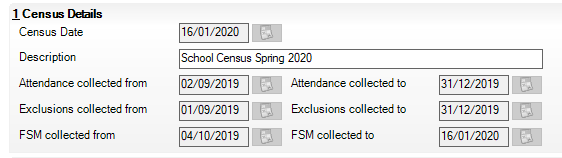 1 Census Details
Census Date 16/01/2020
Description School Census Spring 2020
Attendance collected from 02/09/2019 Attendance collected to 31/12/2019
Exclusions collected from 01/09/2019 Exclusions collected to 31/12/2019
FSM collected from 04/10/2019 FSM collected to 16/01/2020